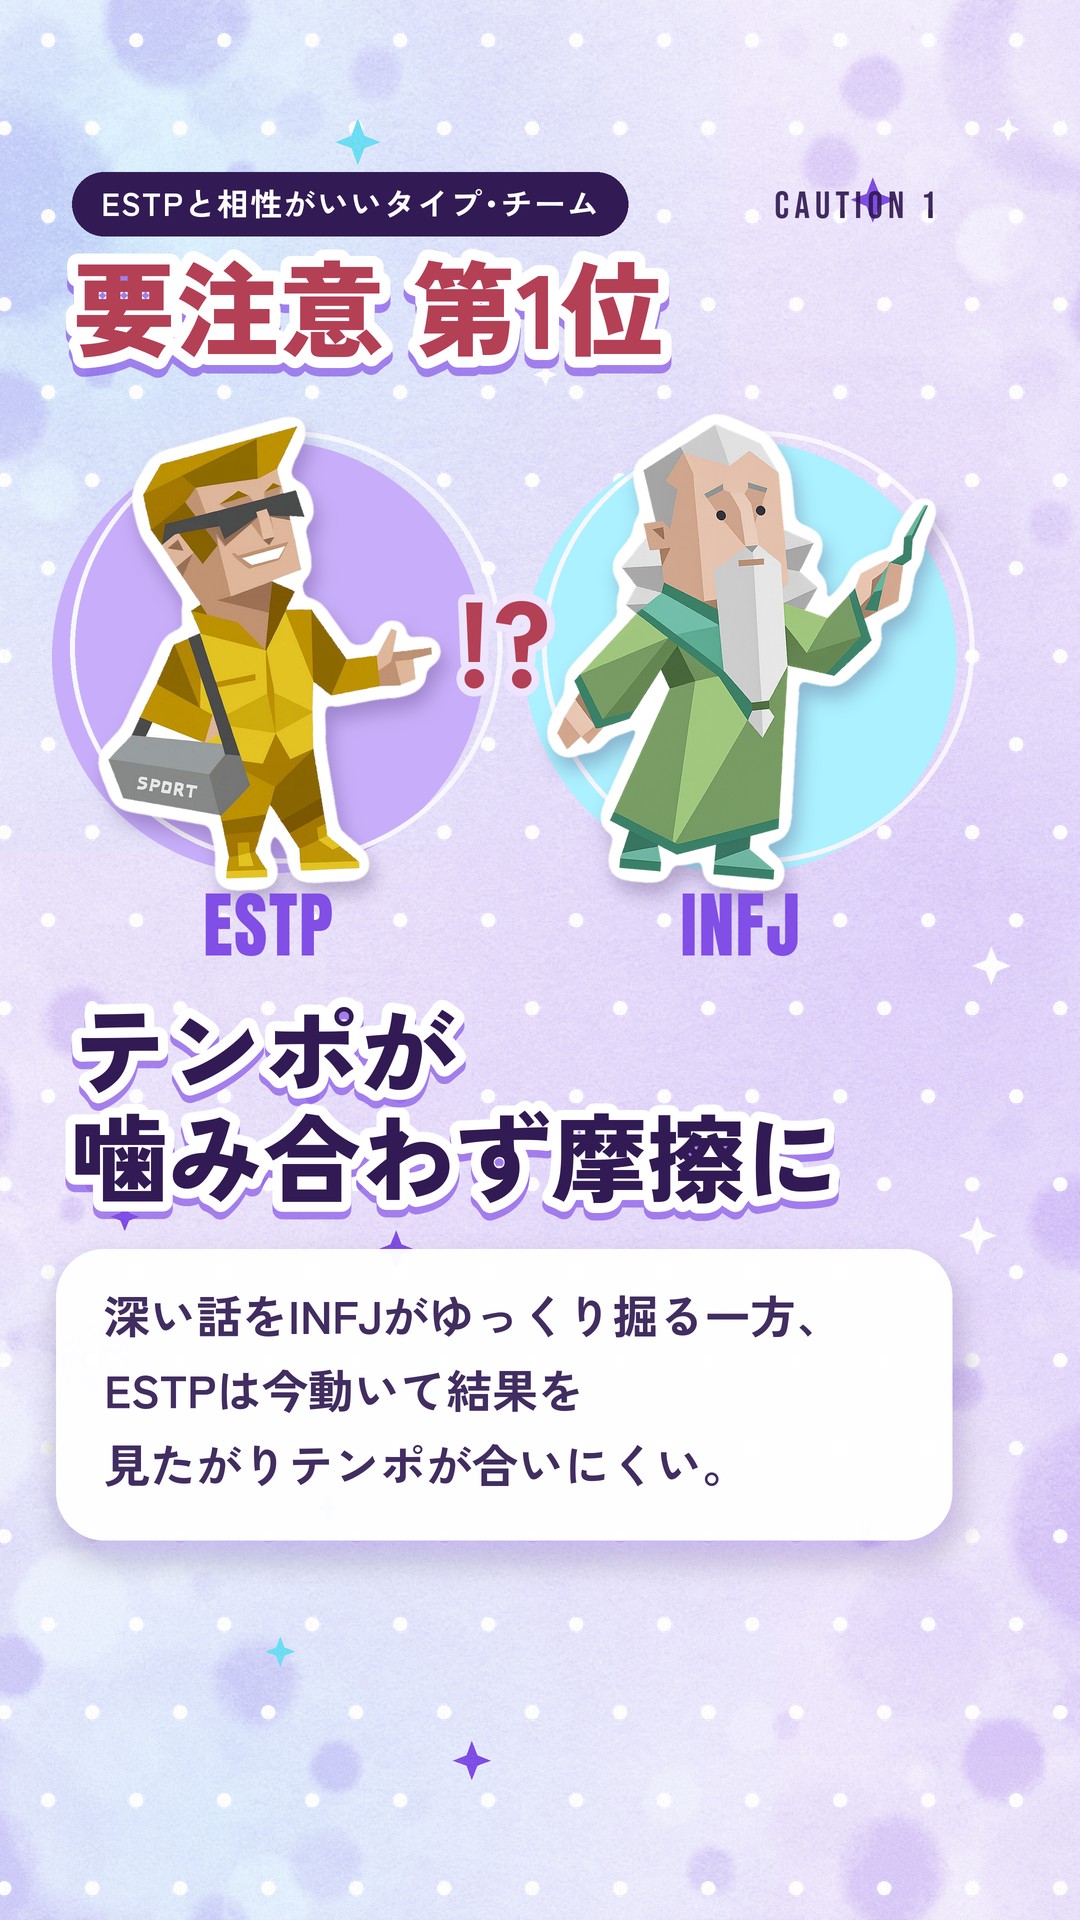 ESTPと相性がいいタイプ・チーム
CAUTION 1
要注意 第1位
SPORT
!?
ESTP
INFJ
テンポが
噛み合わず摩擦に
深い話をINFJがゆっくり掘る一方、
ESTPは今動いて結果を
見たがりテンポが合いにくい。